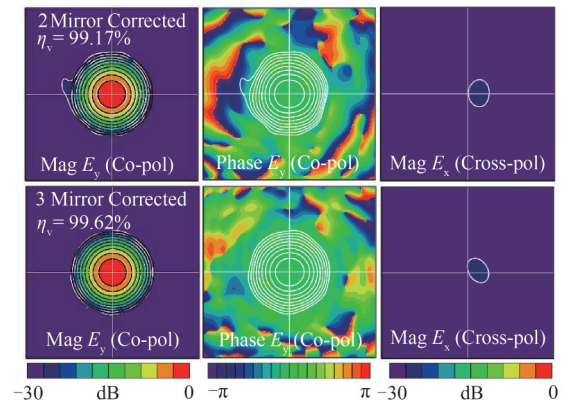 2 Mirror Corrected
ηv = 99.17%
Mag Ey (Co-pol)
Phase Ey (Co-pol)
Mag Ex (Cross-pol)
3 Mirror Corrected
ηv = 99.62%
Mag Ey (Co-pol)
Phase Ey (Co-pol)
Mag Ex (Cross-pol)
−30 dB 0
−π π
−30 dB 0